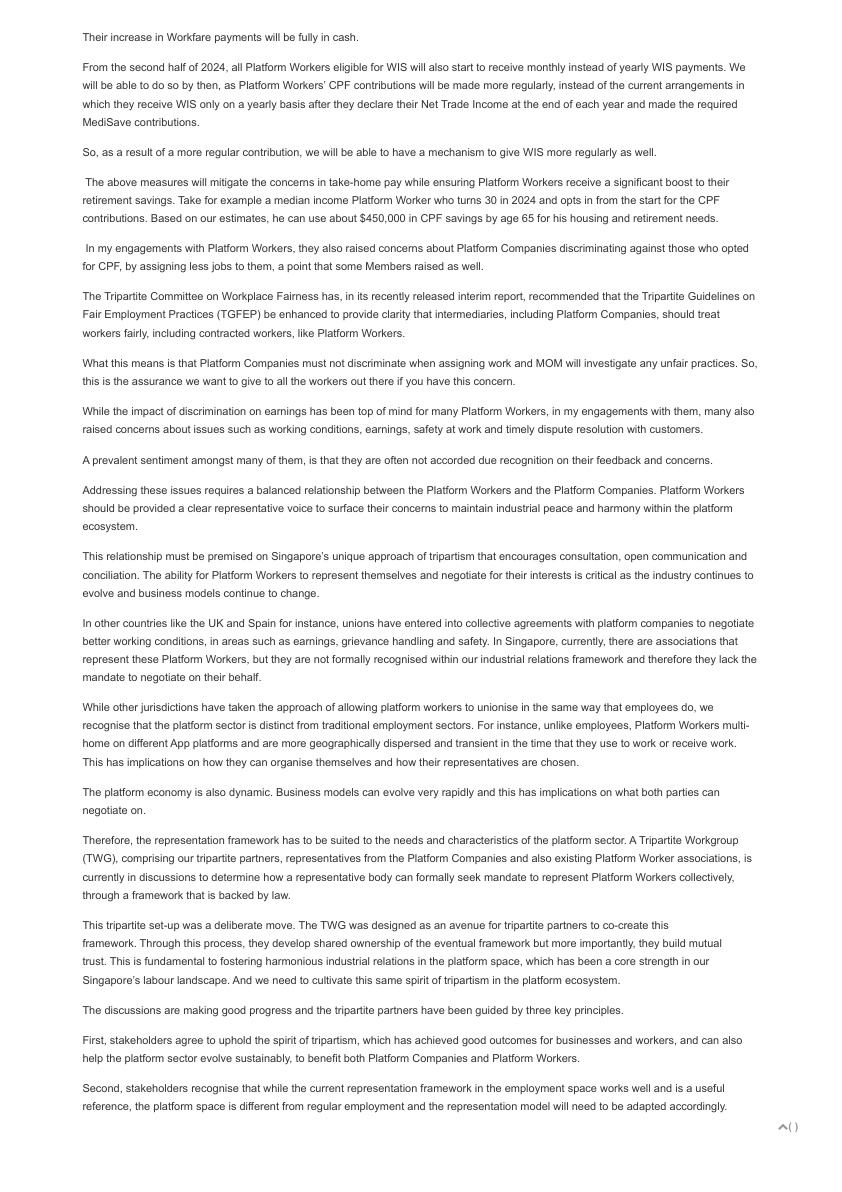 Their increase in Workfare payments will be fully in cash.
From the second half of 2024, all Platform Workers eligible for WIS will also start to receive monthly instead of yearly WIS payments. We
will be able to do so by then, as Platform Workers’ CPF contributions will be made more regularly, instead of the current arrangements in
which they receive WIS only on a yearly basis after they declare their Net Trade Income at the end of each year and made the required
MediSave contributions.
So, as a result of a more regular contribution, we will be able to have a mechanism to give WIS more regularly as well.
The above measures will mitigate the concerns in take-home pay while ensuring Platform Workers receive a significant boost to their
retirement savings. Take for example a median income Platform Worker who turns 30 in 2024 and opts in from the start for the CPF
contributions. Based on our estimates, he can use about $450,000 in CPF savings by age 65 for his housing and retirement needs.
In my engagements with Platform Workers, they also raised concerns about Platform Companies discriminating against those who opted
for CPF, by assigning less jobs to them, a point that some Members raised as well.
The Tripartite Committee on Workplace Fairness has, in its recently released interim report, recommended that the Tripartite Guidelines on
Fair Employment Practices (TGFEP) be enhanced to provide clarity that intermediaries, including Platform Companies, should treat
workers fairly, including contracted workers, like Platform Workers.
What this means is that Platform Companies must not discriminate when assigning work and MOM will investigate any unfair practices. So,
this is the assurance we want to give to all the workers out there if you have this concern.
While the impact of discrimination on earnings has been top of mind for many Platform Workers, in my engagements with them, many also
raised concerns about issues such as working conditions, earnings, safety at work and timely dispute resolution with customers.
A prevalent sentiment amongst many of them, is that they are often not accorded due recognition on their feedback and concerns.
Addressing these issues requires a balanced relationship between the Platform Workers and the Platform Companies. Platform Workers
should be provided a clear representative voice to surface their concerns to maintain industrial peace and harmony within the platform
ecosystem.
This relationship must be premised on Singapore’s unique approach of tripartism that encourages consultation, open communication and
conciliation. The ability for Platform Workers to represent themselves and negotiate for their interests is critical as the industry continues to
evolve and business models continue to change.
In other countries like the UK and Spain for instance, unions have entered into collective agreements with platform companies to negotiate
better working conditions, in areas such as earnings, grievance handling and safety. In Singapore, currently, there are associations that
represent these Platform Workers, but they are not formally recognised within our industrial relations framework and therefore they lack the
mandate to negotiate on their behalf.
While other jurisdictions have taken the approach of allowing platform workers to unionise in the same way that employees do, we
recognise that the platform sector is distinct from traditional employment sectors. For instance, unlike employees, Platform Workers multi-
home on different App platforms and are more geographically dispersed and transient in the time that they use to work or receive work.
This has implications on how they can organise themselves and how their representatives are chosen.
The platform economy is also dynamic. Business models can evolve very rapidly and this has implications on what both parties can
negotiate on.
Therefore, the representation framework has to be suited to the needs and characteristics of the platform sector. A Tripartite Workgroup
(TWG), comprising our tripartite partners, representatives from the Platform Companies and also existing Platform Worker associations, is
currently in discussions to determine how a representative body can formally seek mandate to represent Platform Workers collectively,
through a framework that is backed by law.
This tripartite set-up was a deliberate move. The TWG was designed as an avenue for tripartite partners to co-create this
framework. Through this process, they develop shared ownership of the eventual framework but more importantly, they build mutual
trust. This is fundamental to fostering harmonious industrial relations in the platform space, which has been a core strength in our
Singapore’s labour landscape. And we need to cultivate this same spirit of tripartism in the platform ecosystem.
The discussions are making good progress and the tripartite partners have been guided by three key principles.
First, stakeholders agree to uphold the spirit of tripartism, which has achieved good outcomes for businesses and workers, and can also
help the platform sector evolve sustainably, to benefit both Platform Companies and Platform Workers.
Second, stakeholders recognise that while the current representation framework in the employment space works well and is a useful
reference, the platform space is different from regular employment and the representation model will need to be adapted accordingly.
( )